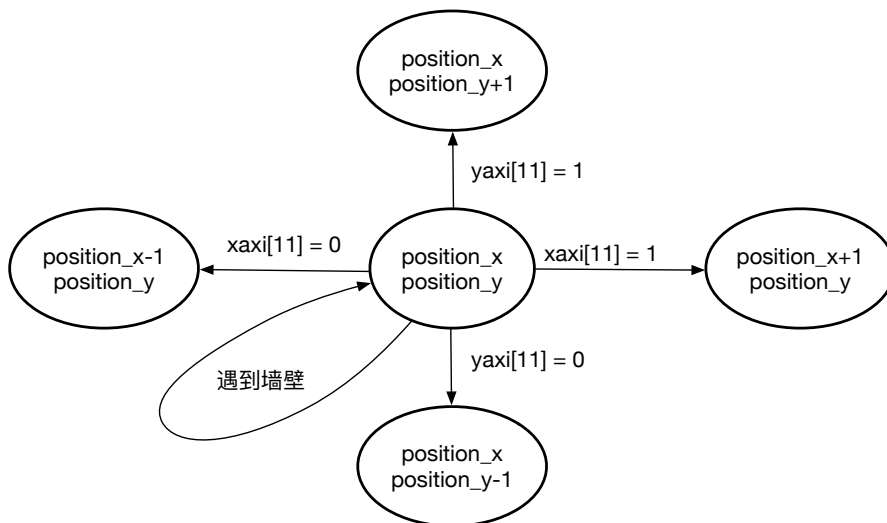 position_x
position_y+1
yaxi[11] = 1
xaxi[11] = 0
xaxi[11] = 1
position_x-1
position_y
position_x
position_y
position_x+1
position_y
遇到墙壁
yaxi[11] = 0
position_x
position_y-1